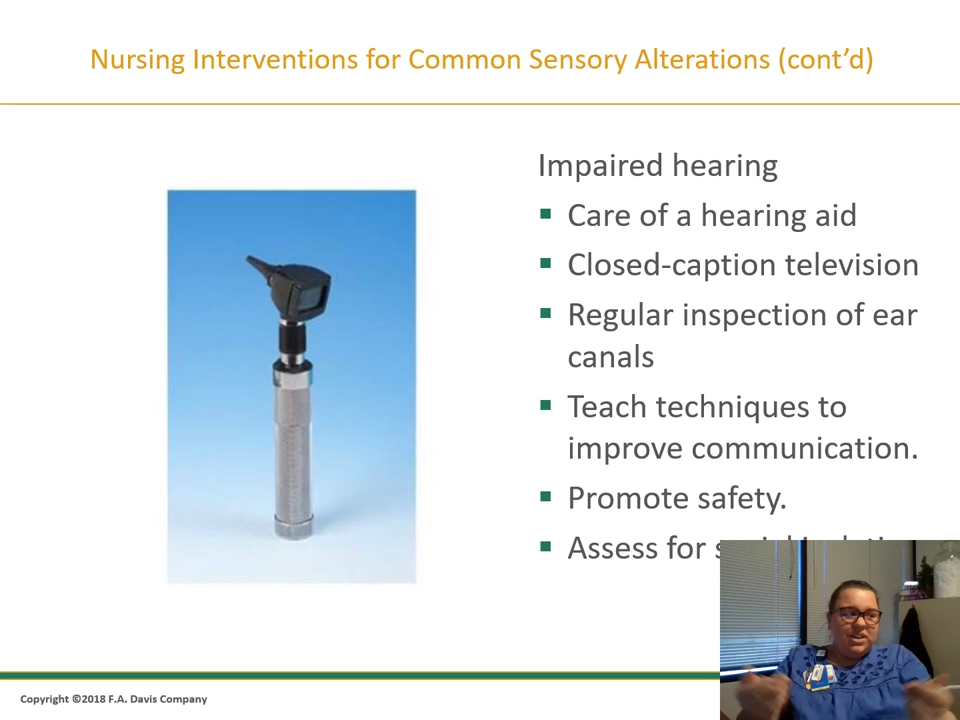 Nursing Interventions for Common Sensory Alterations (cont’d)
Impaired hearing
▪ Care of a hearing aid
▪ Closed-caption television
▪ Regular inspection of ear
canals
▪ Teach techniques to
improve communication.
▪ Promote safety.
▪ Assess for
Copyright ©2018 F.A. Davis Company